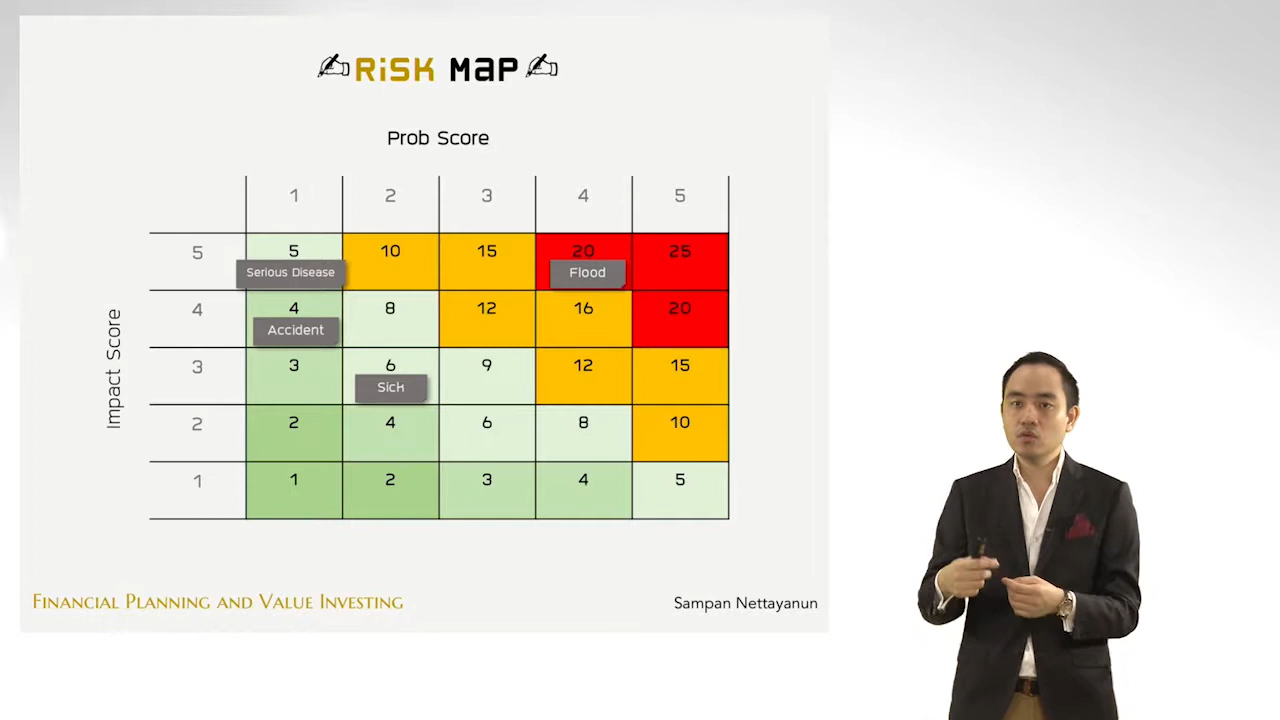 RiSK MaP
Prob Score
1 2 3 4 5
5 5 10 15 20 25
Serious Disease Flood
4 4 8 12 16 20
Accident
3 3 6 9 12 15
Sick
2 2 4 6 8 10
1 1 2 3 4 5
Impact Score
Financial Planning and Value Investing
Sampan Nettayanun